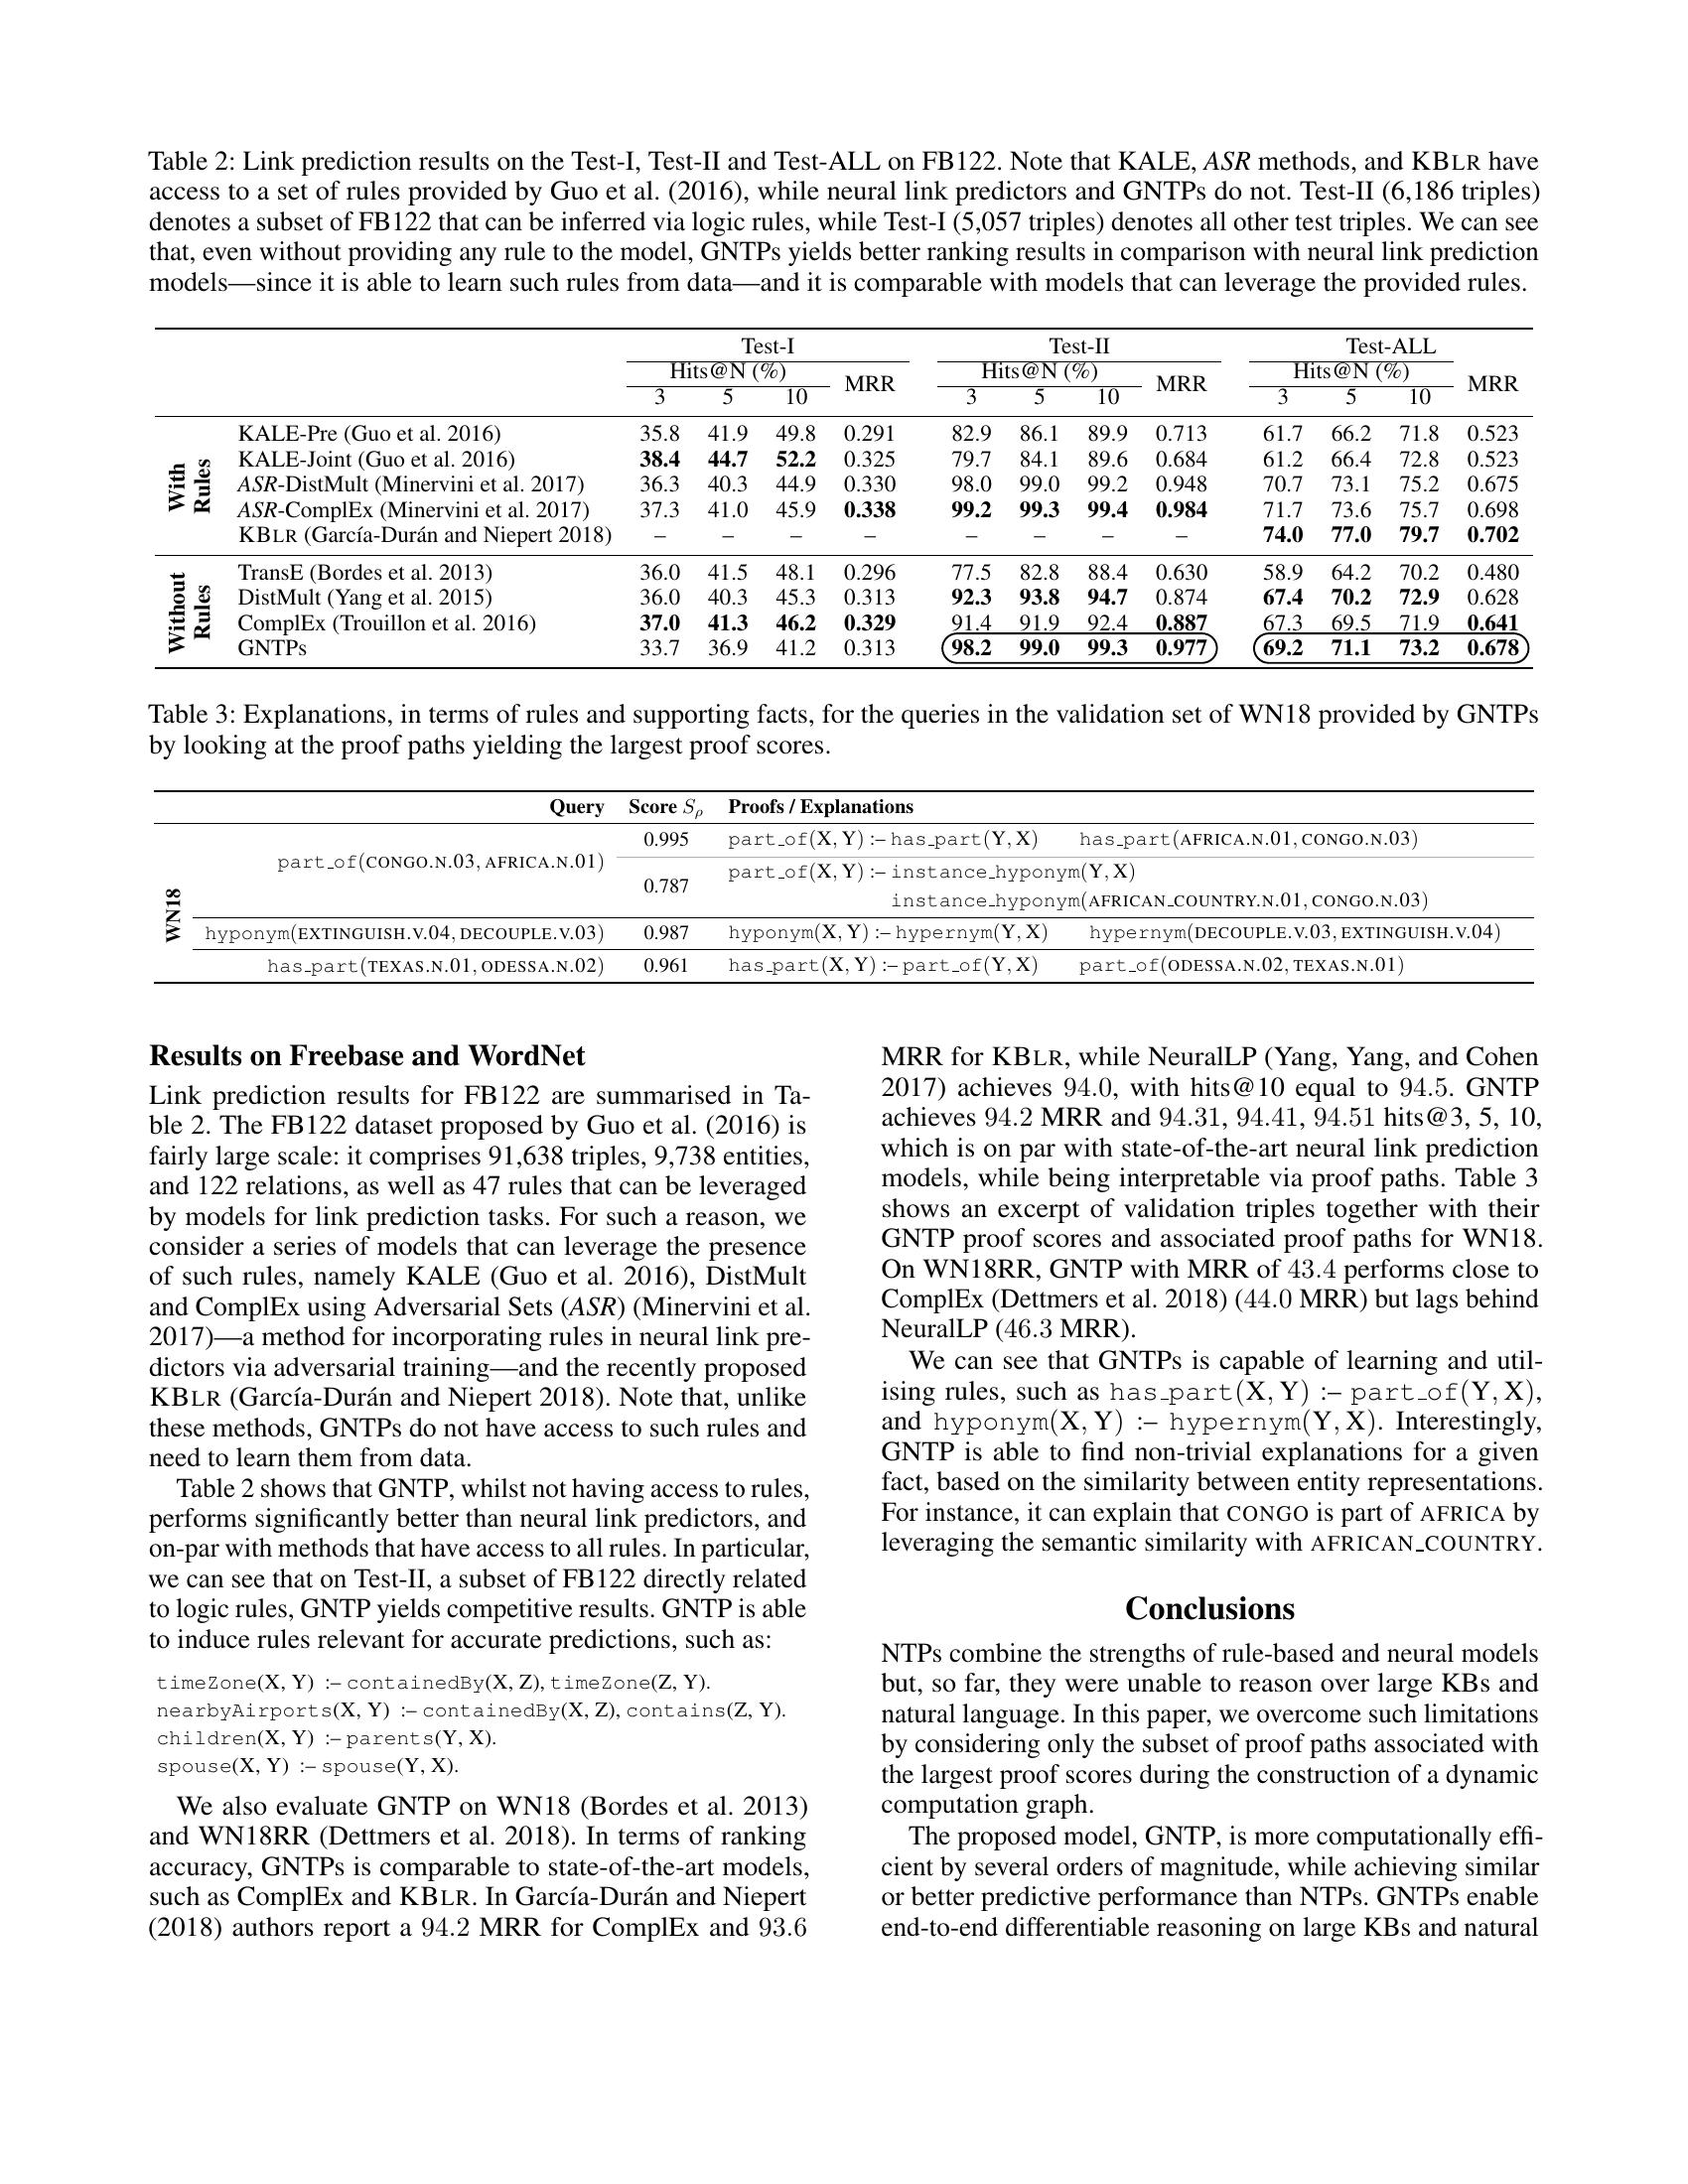 Table 2: Link prediction results on the Test-I, Test-II and Test-ALL on FB122. Note that KALE, ASR methods, and KBLR have
access to a set of rules provided by Guo et al. (2016), while neural link predictors and GNTPs do not. Test-II (6,186 triples)
denotes a subset of FB122 that can be inferred via logic rules, while Test-I (5,057 triples) denotes all other test triples. We can see
that, even without providing any rule to the model, GNTPs yields better ranking results in comparison with neural link prediction
models—since it is able to learn such rules from data—and it is comparable with models that can leverage the provided rules.
Test-I Test-II Test-ALL
Hits@N (%) MRR Hits@N (%) MRR Hits@N (%) MRR
3 5 10 3 5 10 3 5 10
With Rules
KALE-Pre (Guo et al. 2016) 35.8 41.9 49.8 0.291 82.9 86.1 89.9 0.713 61.7 66.2 71.8 0.523
KALE-Joint (Guo et al. 2016) 38.4 44.7 52.2 0.325 79.7 84.1 89.6 0.684 61.2 66.4 72.8 0.523
ASR-DistMult (Minervini et al. 2017) 36.3 40.3 44.9 0.330 98.0 99.0 99.2 0.948 70.7 73.1 75.2 0.675
ASR-ComplEx (Minervini et al. 2017) 37.3 41.0 45.9 0.338 99.2 99.3 99.4 0.984 71.7 73.6 75.7 0.698
KBLR (García-Durán and Niepert 2018) – – – – – – – – 74.0 77.0 79.7 0.702
Without Rules
TransE (Bordes et al. 2013) 36.0 41.5 48.1 0.296 77.5 82.8 88.4 0.630 58.9 64.2 70.2 0.480
DistMult (Yang et al. 2015) 36.0 40.3 45.3 0.313 92.3 93.8 94.7 0.874 67.4 70.2 72.9 0.628
ComplEx (Trouillon et al. 2016) 37.0 41.3 46.2 0.329 91.4 91.9 92.4 0.887 67.3 69.5 71.9 0.641
GNTPs 33.7 36.9 41.2 0.313 98.2 99.0 99.3 0.977 69.2 71.1 73.2 0.678
Table 3: Explanations, in terms of rules and supporting facts, for the queries in the validation set of WN18 provided by GNTPs
by looking at the proof paths yielding the largest proof scores.
Query Score Sρ Proofs / Explanations
WN18
part_of(CONGO.N.03, AFRICA.N.01) 0.995 part_of(X, Y) :– has_part(Y, X) has_part(AFRICA.N.01, CONGO.N.03)
0.787 part_of(X, Y) :– instance_hyponym(Y, X)
instance_hyponym(AFRICAN_COUNTRY.N.01, CONGO.N.03)
hyponym(EXTINGUISH.V.04, DECOUPLE.V.03) 0.987 hyponym(X, Y) :– hypernym(Y, X) hypernym(DECOUPLE.V.03, EXTINGUISH.V.04)
has_part(TEXAS.N.01, ODESSA.N.02) 0.961 has_part(X, Y) :– part_of(Y, X) part_of(ODESSA.N.02, TEXAS.N.01)
Results on Freebase and WordNet
Link prediction results for FB122 are summarised in Ta-
ble 2. The FB122 dataset proposed by Guo et al. (2016) is
fairly large scale: it comprises 91,638 triples, 9,738 entities,
and 122 relations, as well as 47 rules that can be leveraged
by models for link prediction tasks. For such a reason, we
consider a series of models that can leverage the presence
of such rules, namely KALE (Guo et al. 2016), DistMult
and ComplEx using Adversarial Sets (ASR) (Minervini et al.
2017)—a method for incorporating rules in neural link pre-
dictors via adversarial training—and the recently proposed
KBLR (García-Durán and Niepert 2018). Note that, unlike
these methods, GNTPs do not have access to such rules and
need to learn them from data.
Table 2 shows that GNTP, whilst not having access to rules,
performs significantly better than neural link predictors, and
on-par with methods that have access to all rules. In particular,
we can see that on Test-II, a subset of FB122 directly related
to logic rules, GNTP yields competitive results. GNTP is able
to induce rules relevant for accurate predictions, such as:
timeZone(X, Y) :– containedBy(X, Z), timeZone(Z, Y).
nearbyAirports(X, Y) :– containedBy(X, Z), contains(Z, Y).
children(X, Y) :– parents(Y, X).
spouse(X, Y) :– spouse(Y, X).
We also evaluate GNTP on WN18 (Bordes et al. 2013)
and WN18RR (Dettmers et al. 2018). In terms of ranking
accuracy, GNTPs is comparable to state-of-the-art models,
such as ComplEx and KBLR. In García-Durán and Niepert
(2018) authors report a 94.2 MRR for ComplEx and 93.6
MRR for KBLR, while NeuralLP (Yang, Yang, and Cohen
2017) achieves 94.0, with hits@10 equal to 94.5. GNTP
achieves 94.2 MRR and 94.31, 94.41, 94.51 hits@3, 5, 10,
which is on par with state-of-the-art neural link prediction
models, while being interpretable via proof paths. Table 3
shows an excerpt of validation triples together with their
GNTP proof scores and associated proof paths for WN18.
On WN18RR, GNTP with MRR of 43.4 performs close to
ComplEx (Dettmers et al. 2018) (44.0 MRR) but lags behind
NeuralLP (46.3 MRR).
We can see that GNTPs is capable of learning and util-
ising rules, such as has_part(X, Y) :– part_of(Y, X),
and hyponym(X, Y) :– hypernym(Y, X). Interestingly,
GNTP is able to find non-trivial explanations for a given
fact, based on the similarity between entity representations.
For instance, it can explain that CONGO is part of AFRICA by
leveraging the semantic similarity with AFRICAN_COUNTRY.
Conclusions
NTPs combine the strengths of rule-based and neural models
but, so far, they were unable to reason over large KBs and
natural language. In this paper, we overcome such limitations
by considering only the subset of proof paths associated with
the largest proof scores during the construction of a dynamic
computation graph.
The proposed model, GNTP, is more computationally effi-
cient by several orders of magnitude, while achieving similar
or better predictive performance than NTPs. GNTPs enable
end-to-end differentiable reasoning on large KBs and natural